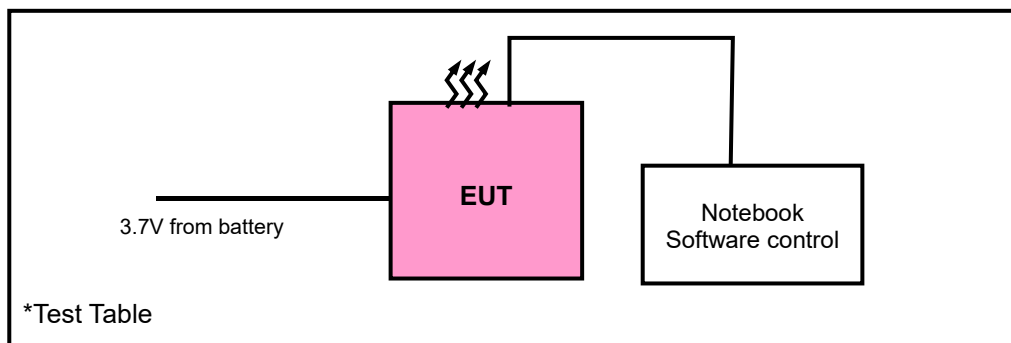 EUT
3.7V from battery
Notebook
Software control
*Test Table